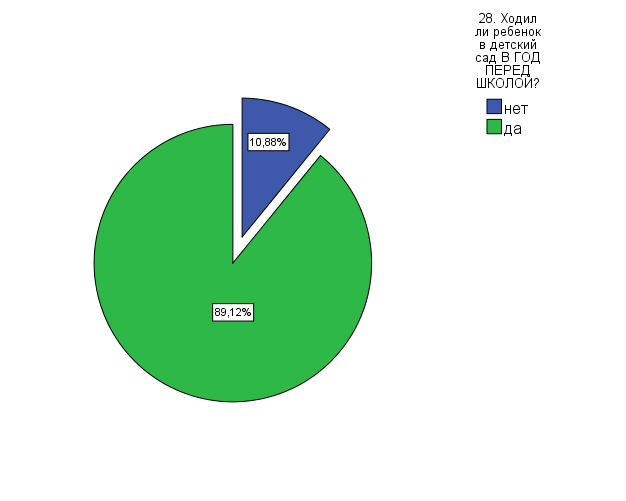 28. Ходил
ли ребенок
в детский
сад В ГОД
ПЕРЕД
ШКОЛОЙ?
нет
да
10,88%
89,12%